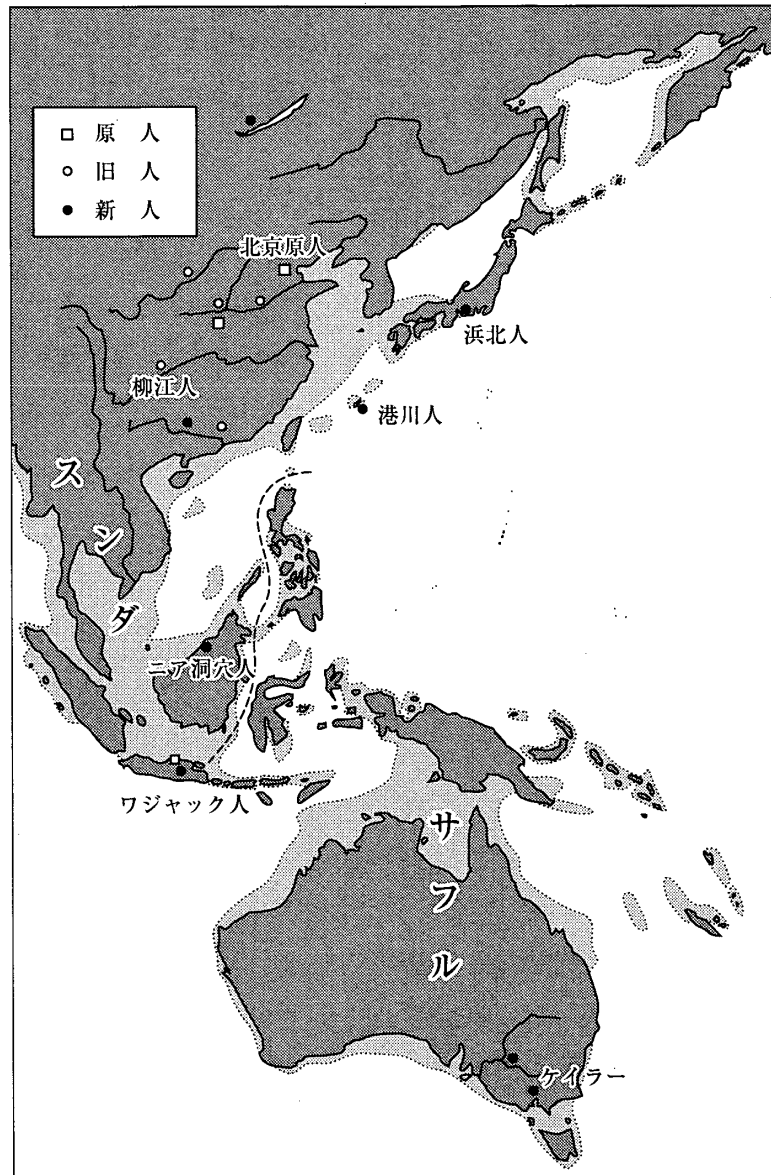 □ 原人
○ 旧人
● 新人
北京原人
浜北人
柳江人
港川人
スンダ
ニア洞穴人
ワジャック人
サフル
ケイラー